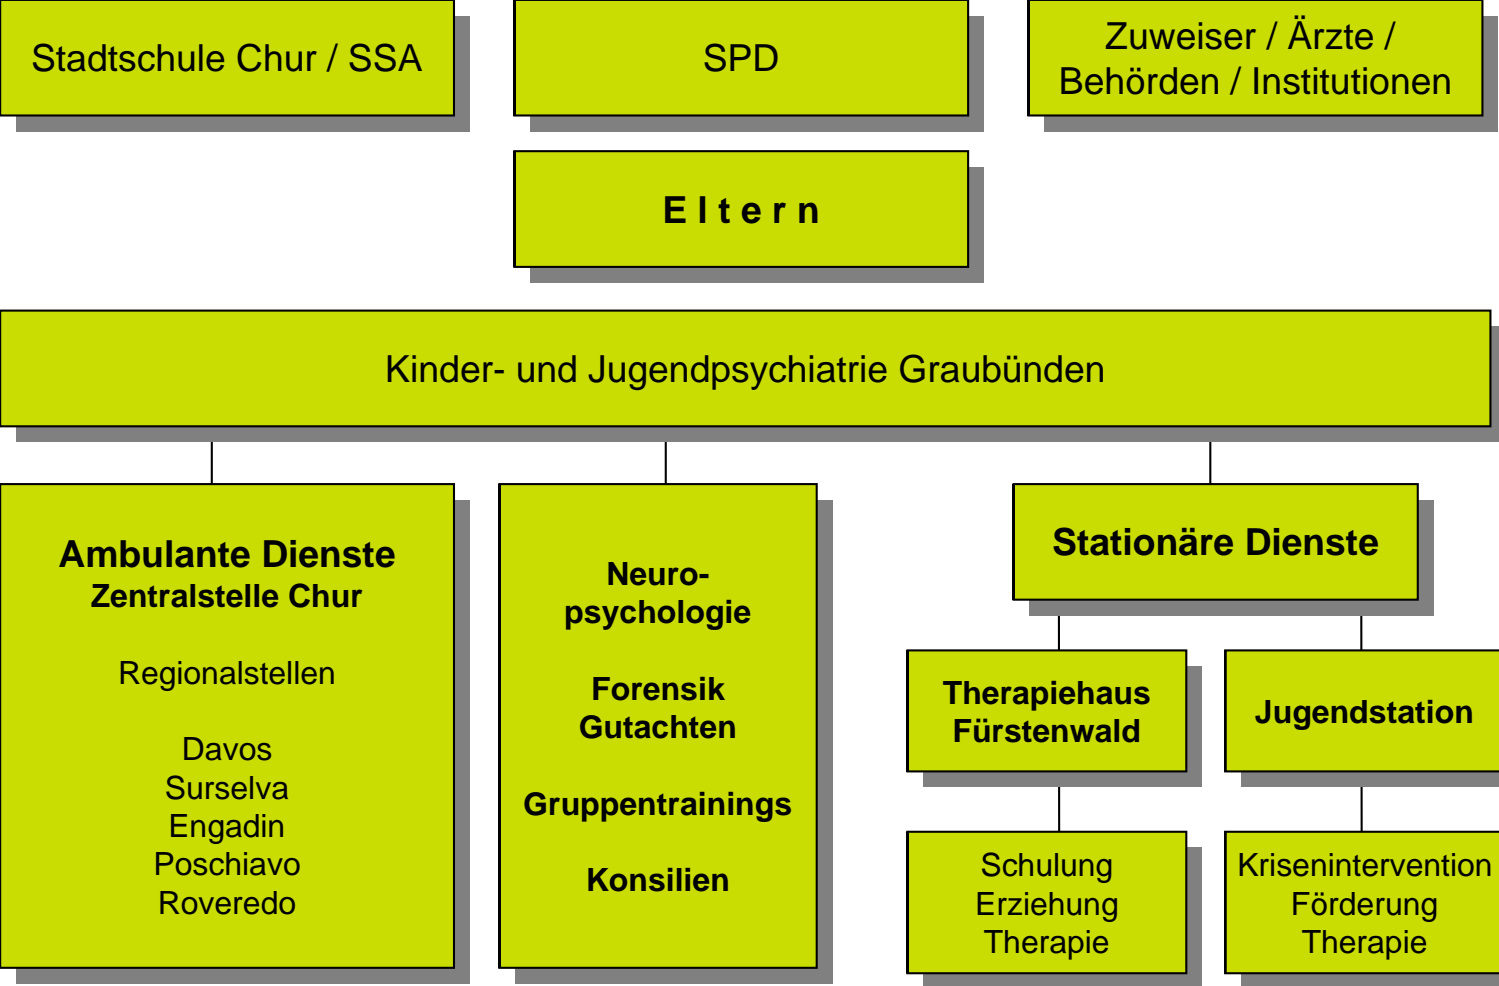 Stadtschule Chur / SSA
SPD
Zuweiser / Ärzte /
Behörden / Institutionen
E l t e r n
Kinder- und Jugendpsychiatrie Graubünden
Ambulante Dienste
Zentralstelle Chur
Regionalstellen
Davos
Surselva
Engadin
Poschiavo
Roveredo
Neuro-
psychologie
Forensik
Gutachten
Gruppentrainings
Konsilien
Stationäre Dienste
Therapiehaus
Fürstenwald
Jugendstation
Schulung
Erziehung
Therapie
Krisenintervention
Förderung
Therapie